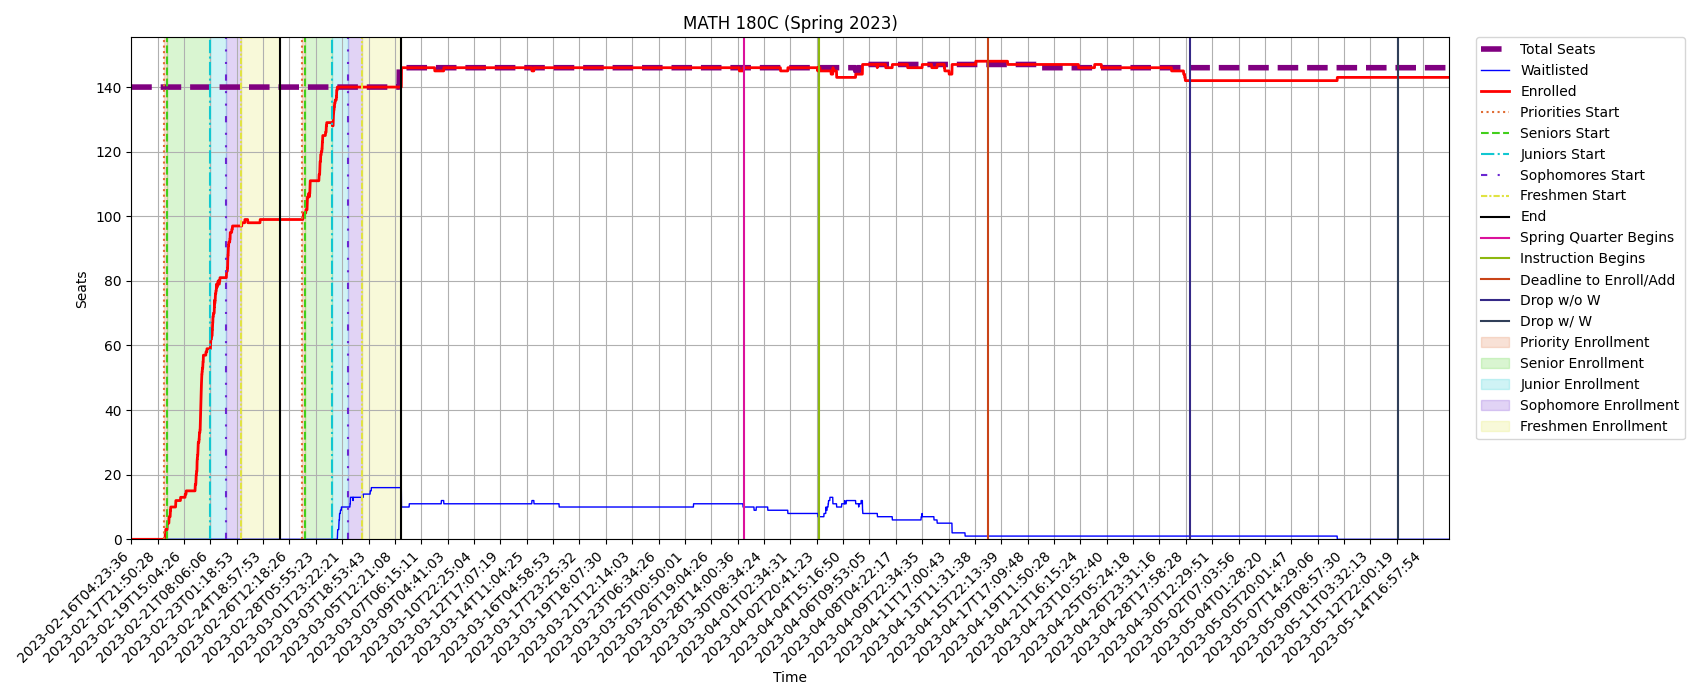 MATH 180C (Spring 2023)
Seats
140
120
100
80
60
40
20
0
2023-02-16T04:23:36
2023-02-17T21:50:28
2023-02-19T15:04:26
2023-02-21T08:06:06
2023-02-23T01:18:53
2023-02-24T18:57:53
2023-02-26T12:18:26
2023-02-28T05:55:23
2023-03-01T23:22:21
2023-03-03T18:53:43
2023-03-05T12:21:08
2023-03-07T06:15:11
2023-03-09T04:41:03
2023-03-10T22:25:04
2023-03-12T17:07:19
2023-03-14T11:04:25
2023-03-16T04:58:53
2023-03-17T23:25:32
2023-03-19T18:07:30
2023-03-21T12:14:03
2023-03-23T06:34:26
2023-03-25T00:50:01
2023-03-26T19:04:26
2023-03-28T14:00:36
2023-03-30T08:34:24
2023-04-01T02:34:31
2023-04-02T20:41:23
2023-04-04T15:16:50
2023-04-06T09:53:05
2023-04-08T04:22:17
2023-04-09T22:34:35
2023-04-11T17:00:43
2023-04-13T11:31:38
2023-04-15T22:13:39
2023-04-17T17:09:48
2023-04-19T11:50:28
2023-04-21T16:15:24
2023-04-23T10:52:40
2023-04-25T05:24:18
2023-04-26T23:31:16
2023-04-28T17:58:28
2023-04-30T12:29:51
2023-05-02T07:03:56
2023-05-04T01:28:20
2023-05-05T20:01:47
2023-05-07T14:29:06
2023-05-09T08:57:30
2023-05-11T03:32:13
2023-05-12T22:00:19
2023-05-14T16:57:54
Time
Total Seats
Waitlisted
Enrolled
Priorities Start
Seniors Start
Juniors Start
Sophomores Start
Freshmen Start
End
Spring Quarter Begins
Instruction Begins
Deadline to Enroll/Add
Drop w/o W
Drop w/ W
Priority Enrollment
Senior Enrollment
Junior Enrollment
Sophomore Enrollment
Freshmen Enrollment